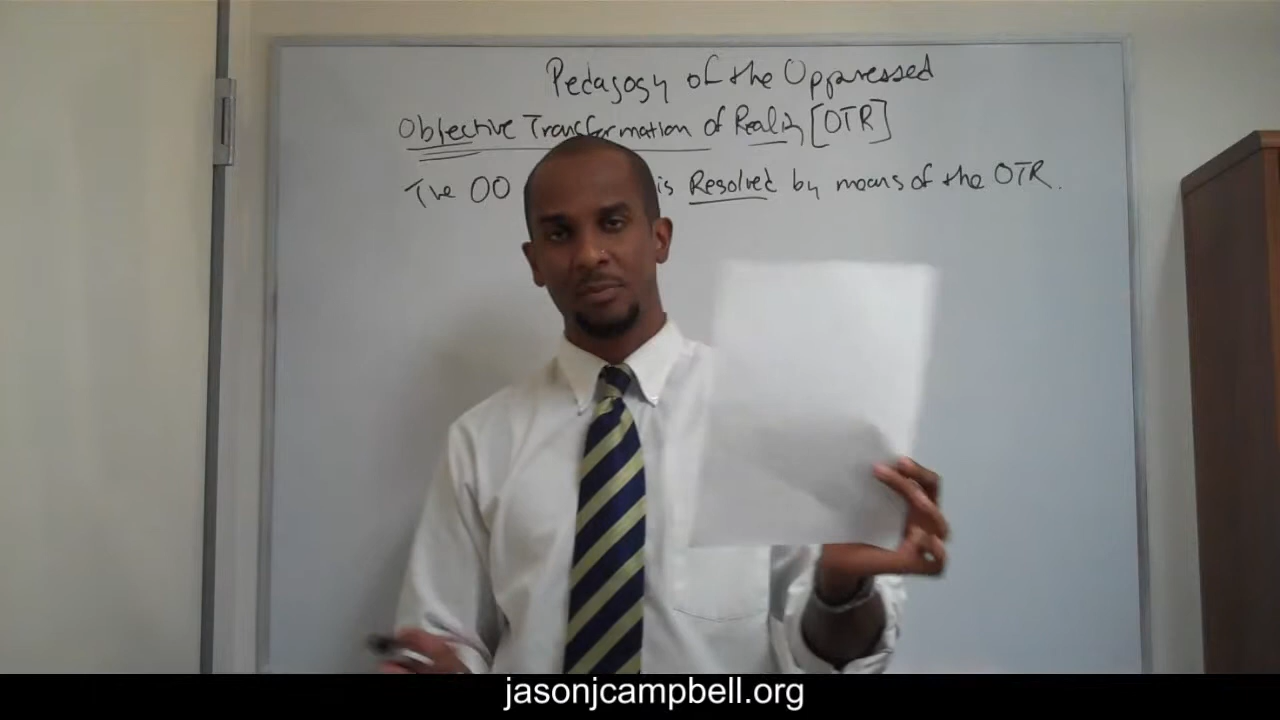 Pedagogy of the Oppressed
Objective Transformation of Reality [OTR]
The OO is Resolved by means of the OTR.
jasonjcampbell.org